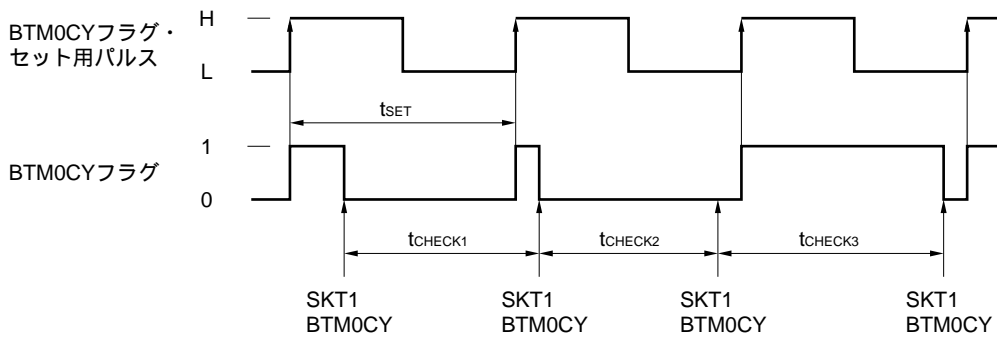 BTM0CYフラグ・
セット用パルス
H
L
tSET
BTM0CYフラグ
1
0
tCHECK1
tCHECK2
tCHECK3
SKT1
BTM0CY
SKT1
BTM0CY
SKT1
BTM0CY
SKT1
BTM0CY